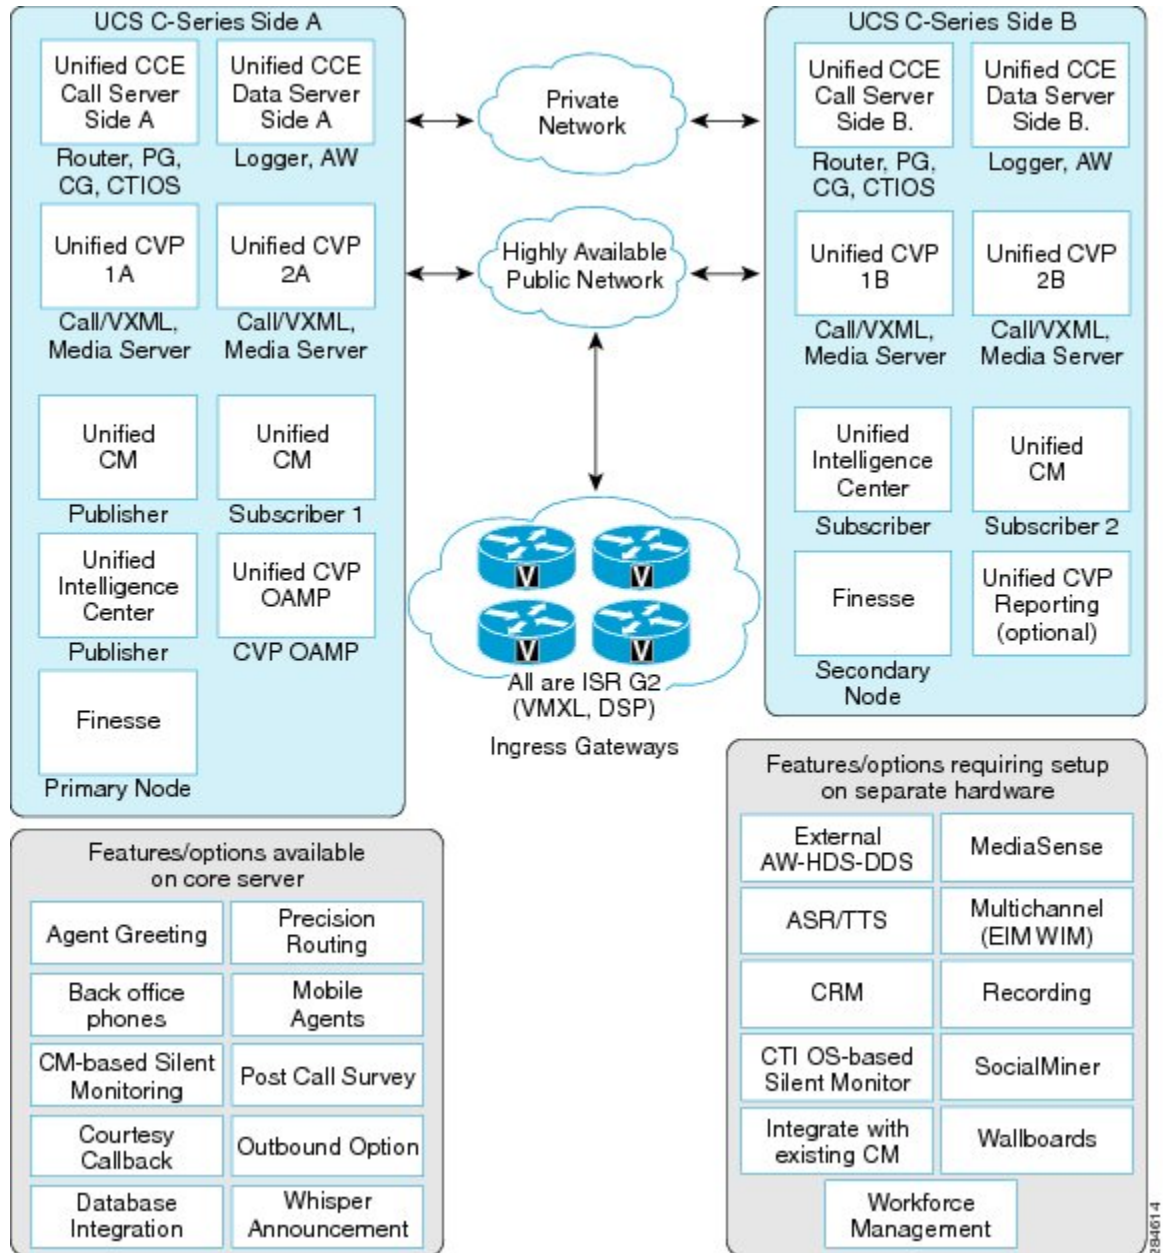 UCS C-Series Side A
Unified CCE
Call Server
Side A
Unified CCE
Data Server
Side A
Router, PG,
CG, CTIOS
Logger, AW
Unified CVP
1A
Unified CVP
2A
Call/VXML,
Media Server
Call/VXML,
Media Server
Unified
CM
Unified
CM
Publisher
Subscriber 1
Unified
Intelligence
Center
Unified CVP
OAMP
Publisher
CVP OAMP
Finesse
Primary Node
Private
Network
Highly Available
Public Network
V
V
V
V
All are ISR G2
(VMXL, DSP)
Ingress Gateways
UCS C-Series Side B
Unified CCE
Call Server
Side B.
Unified CCE
Data Server
Side B.
Router, PG,
CG, CTIOS
Logger, AW
Unified CVP
1B
Unified CVP
2B
Call/VXML,
Media Server
Call/VXML,
Media Server
Unified
Intelligence
Center
Unified
CM
Subscriber
Subscriber 2
Finesse
Unified CVP
Reporting
(optional)
Secondary
Node
Features/options available
on core server
Agent Greeting
Precision
Routing
Back office
phones
Mobile
Agents
CM-based Silent
Monitoring
Post Call Survey
Courtesy
Callback
Outbound Option
Database
Integration
Whisper
Announcement
Features/options requiring setup
on separate hardware
External
AW-HDS-DDS
MediaSense
ASR/TTS
Multichannel
(EIM WIM)
CRM
Recording
CTI OS-based
Silent Monitor
SocialMiner
Integrate with
existing CM
Wallboards
Workforce
Management